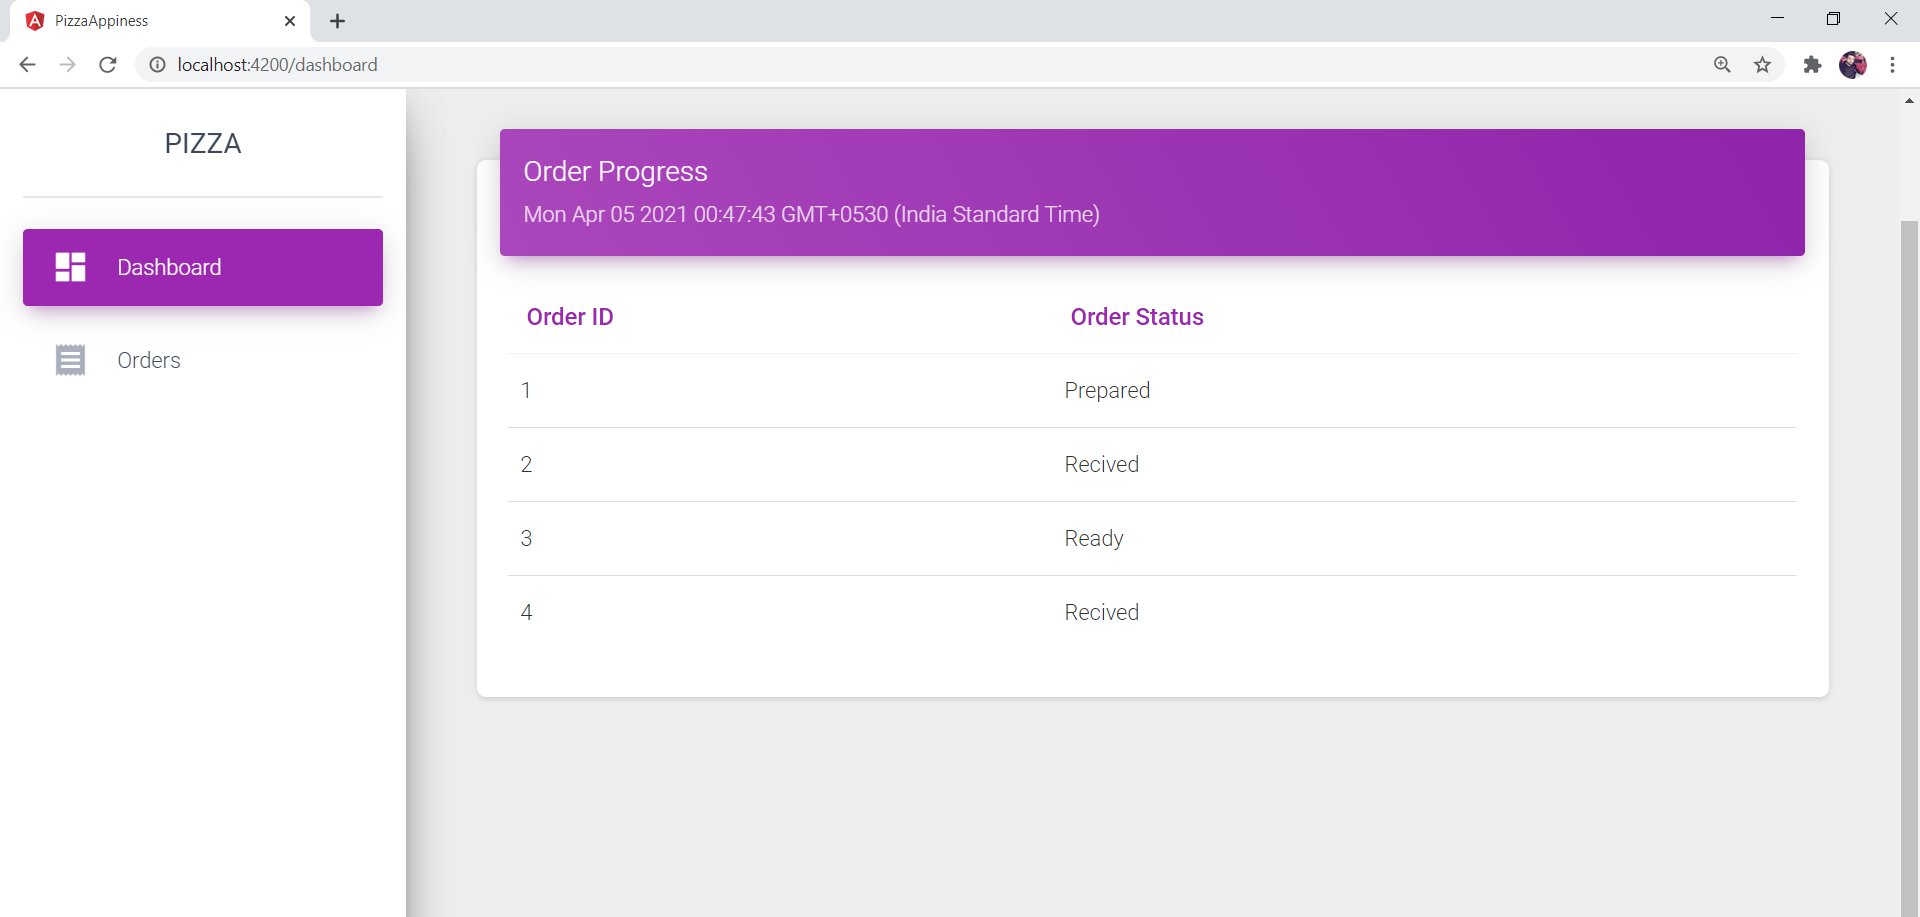 PizzaAppiness
localhost:4200/dashboard
PIZZA
Dashboard
Orders
Order Progress
Mon Apr 05 2021 00:47:43 GMT+0530 (India Standard Time)
Order ID Order Status
1 Prepared
2 Recived
3 Ready
4 Recived